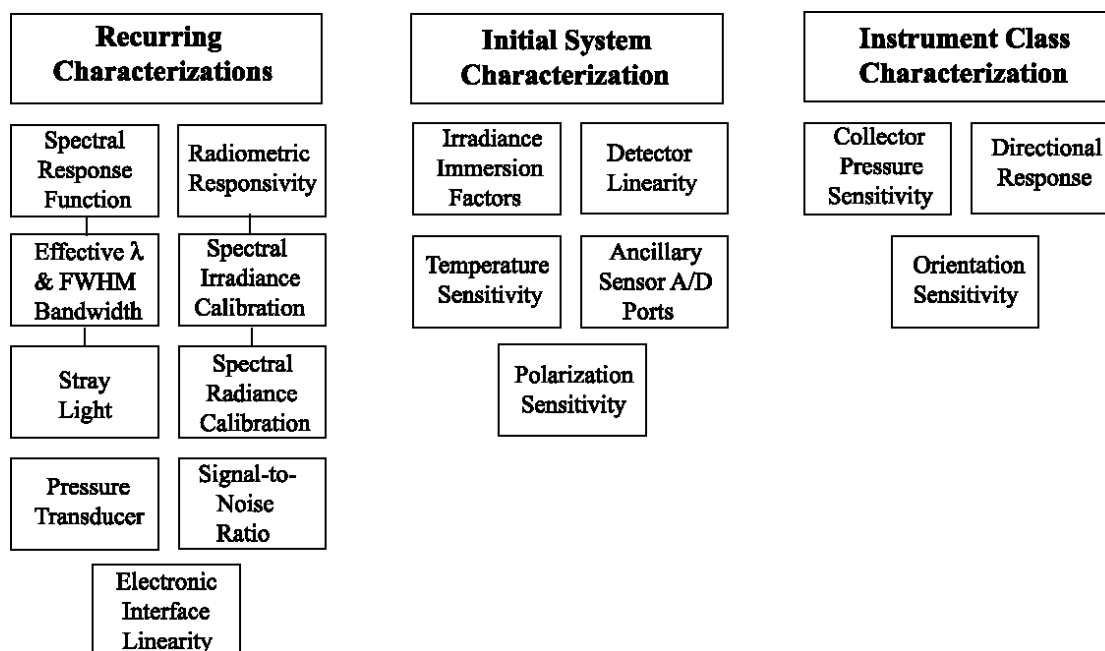 Recurring
Characterizations
Initial System
Characterization
Instrument Class
Characterization
Spectral
Response
Function
Radiometric
Responsivity
Effective λ
& FWHM
Bandwidth
Spectral
Irradiance
Calibration
Stray
Light
Spectral
Radiance
Calibration
Pressure
Transducer
Signal-to-
Noise
Ratio
Electronic
Interface
Linearity
Irradiance
Immersion
Factors
Detector
Linearity
Temperature
Sensitivity
Ancillary
Sensor A/D
Ports
Polarization
Sensitivity
Collector
Pressure
Sensitivity
Directional
Response
Orientation
Sensitivity